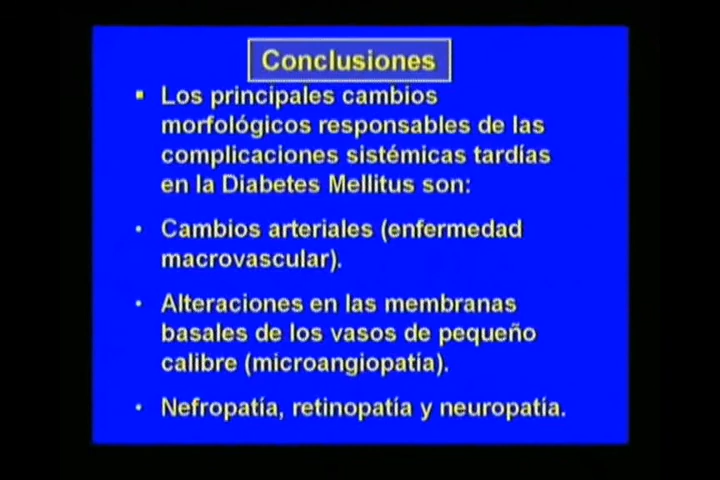 Conclusiones
▪ Los principales cambios
morfológicos responsables de las
complicaciones sistémicas tardías
en la Diabetes Mellitus son:
• Cambios arteriales (enfermedad
macrovascular).
• Alteraciones en las membranas
basales de los vasos de pequeño
calibre (microangiopatía).
• Nefropatía, retinopatía y neuropatía.